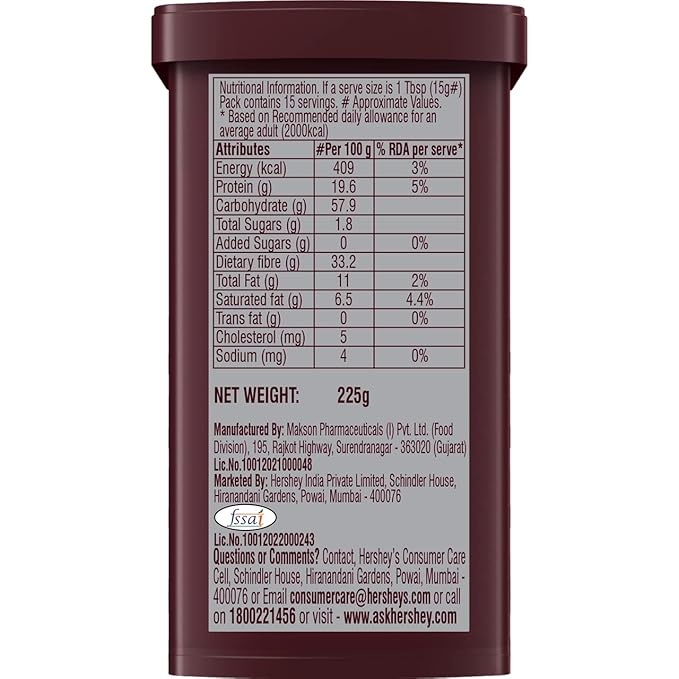 Nutritional Information. If a serve size is 1 Tbsp (15g#)
Pack contains 15 servings. # Approximate Values.
* Based on Recommended daily allowance for an
average adult (2000kcal)
Attributes #Per 100 g % RDA per serve*
Energy (kcal) 409 3%
Protein (g) 19.6 5%
Carbohydrate (g) 57.9
Total Sugars (g) 1.8
Added Sugars (g) 0 0%
Dietary fibre (g) 33.2
Total Fat (g) 11 2%
Saturated fat (g) 6.5 4.4%
Trans fat (g) 0 0%
Cholesterol (mg) 5
Sodium (mg) 4 0%
NET WEIGHT: 225g
Manufactured By: Makson Pharmaceuticals (I) Pvt. Ltd. (Food
Division), 195, Rajkot Highway, Surendranagar - 363020 (Gujarat)
Lic.No.10012021000048
Marketed By: Hershey India Private Limited, Schindler House,
Hiranandani Gardens, Powai, Mumbai - 400076
fssai
Lic.No.10012022000243
Questions or Comments? Contact, Hershey's Consumer Care
Cell, Schindler House, Hiranandani Gardens, Powai, Mumbai -
400076 or Email consumercare@hersheys.com or call
on 1800221456 or visit - www.askhershey.com